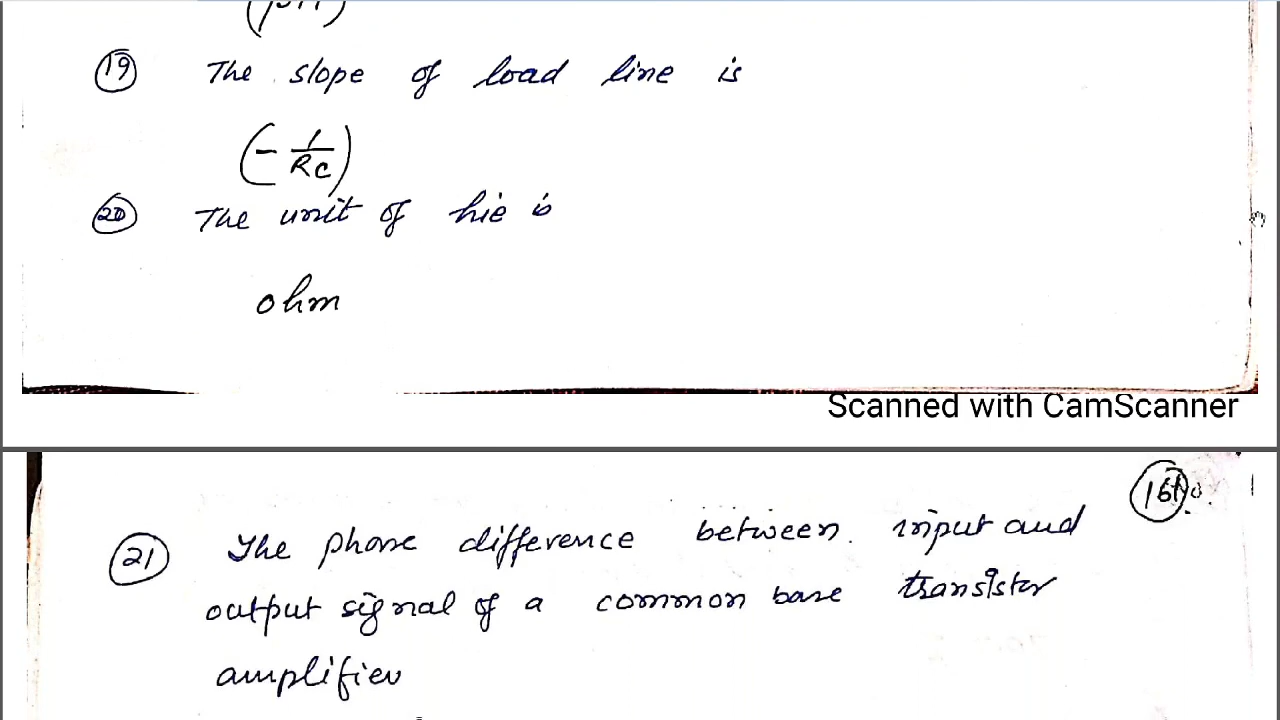 (19) The slope of load line is
(- 1/RC)
(20) The unit of hie is
ohm
Scanned with CamScanner
(21) The phase difference between input and
output signal of a common base transistor
amplifier